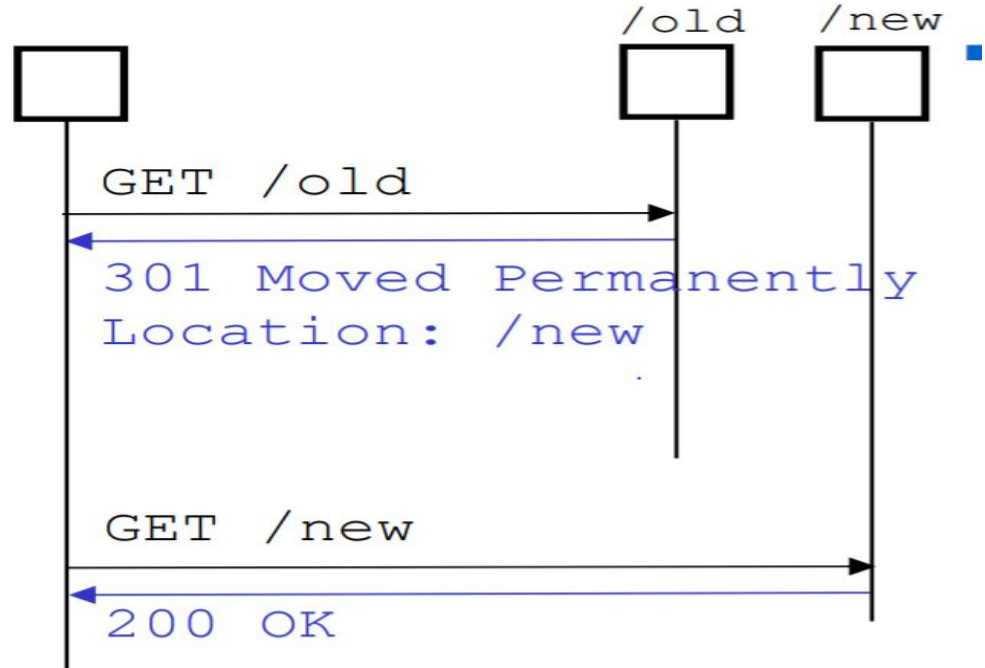 /old /new
GET /old
301 Moved Permanently
Location: /new
GET /new
200 OK